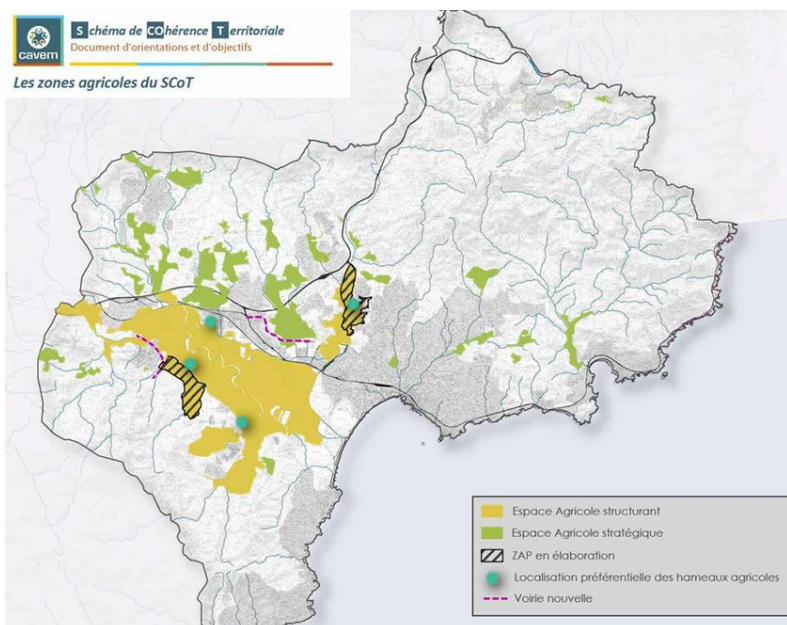 cavem
Schéma de COhérence Territoriale
Document d'orientations et d'objectifs
Les zones agricoles du SCoT
Espace Agricole structurant
Espace Agricole stratégique
ZAP en élaboration
Localisation préférentielle des hameaux agricoles
Voirie nouvelle